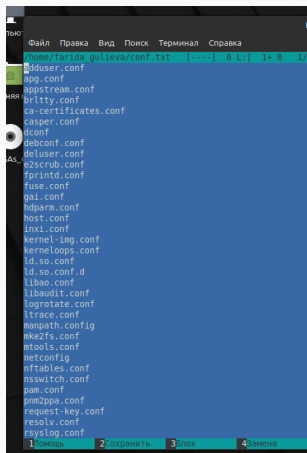 Файл Правка Вид Поиск Терминал Справка
/home/farida_gulieva/conf.txt [----] 0 L:[ 1+ 0 1/
adduser.conf
apg.conf
appstream.conf
brltty.conf
ca-certificates.conf
casper.conf
dconf
debconf.conf
deluser.conf
e2scrub.conf
fprintd.conf
fuse.conf
gai.conf
hdparm.conf
host.conf
inxi.conf
kernel-img.conf
kerneloops.conf
ld.so.conf
ld.so.conf.d
libao.conf
libaudit.conf
logrotate.conf
ltrace.conf
manpath.config
mke2fs.conf
mtools.conf
netconfig
nftables.conf
nsswitch.conf
pam.conf
pnm2ppa.conf
request-key.conf
resolv.conf
rsyslog.conf
1Помощь 2Сохранить 3Блок 4Замена